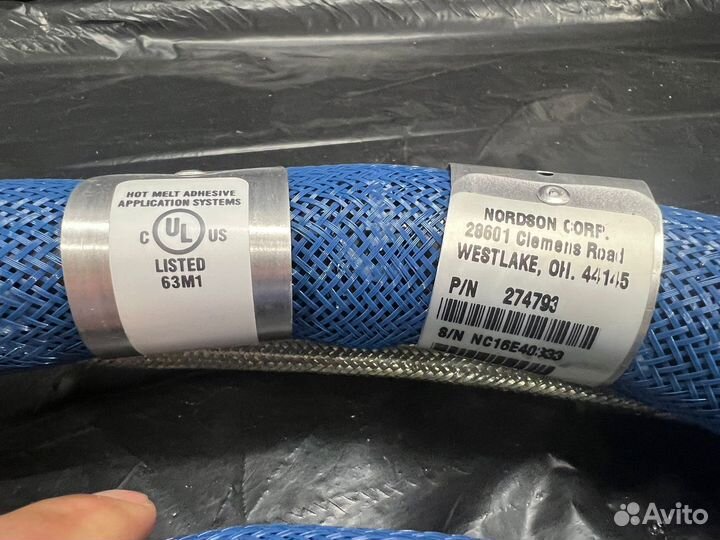 HOT MELT ADHESIVE
APPLICATION SYSTEMS
C UL US
LISTED
63M1
NORDSON CORP.
28601 Clemens Road
WESTLAKE, OH. 44145
P/N 274793
S/N NC16E40333
Avito